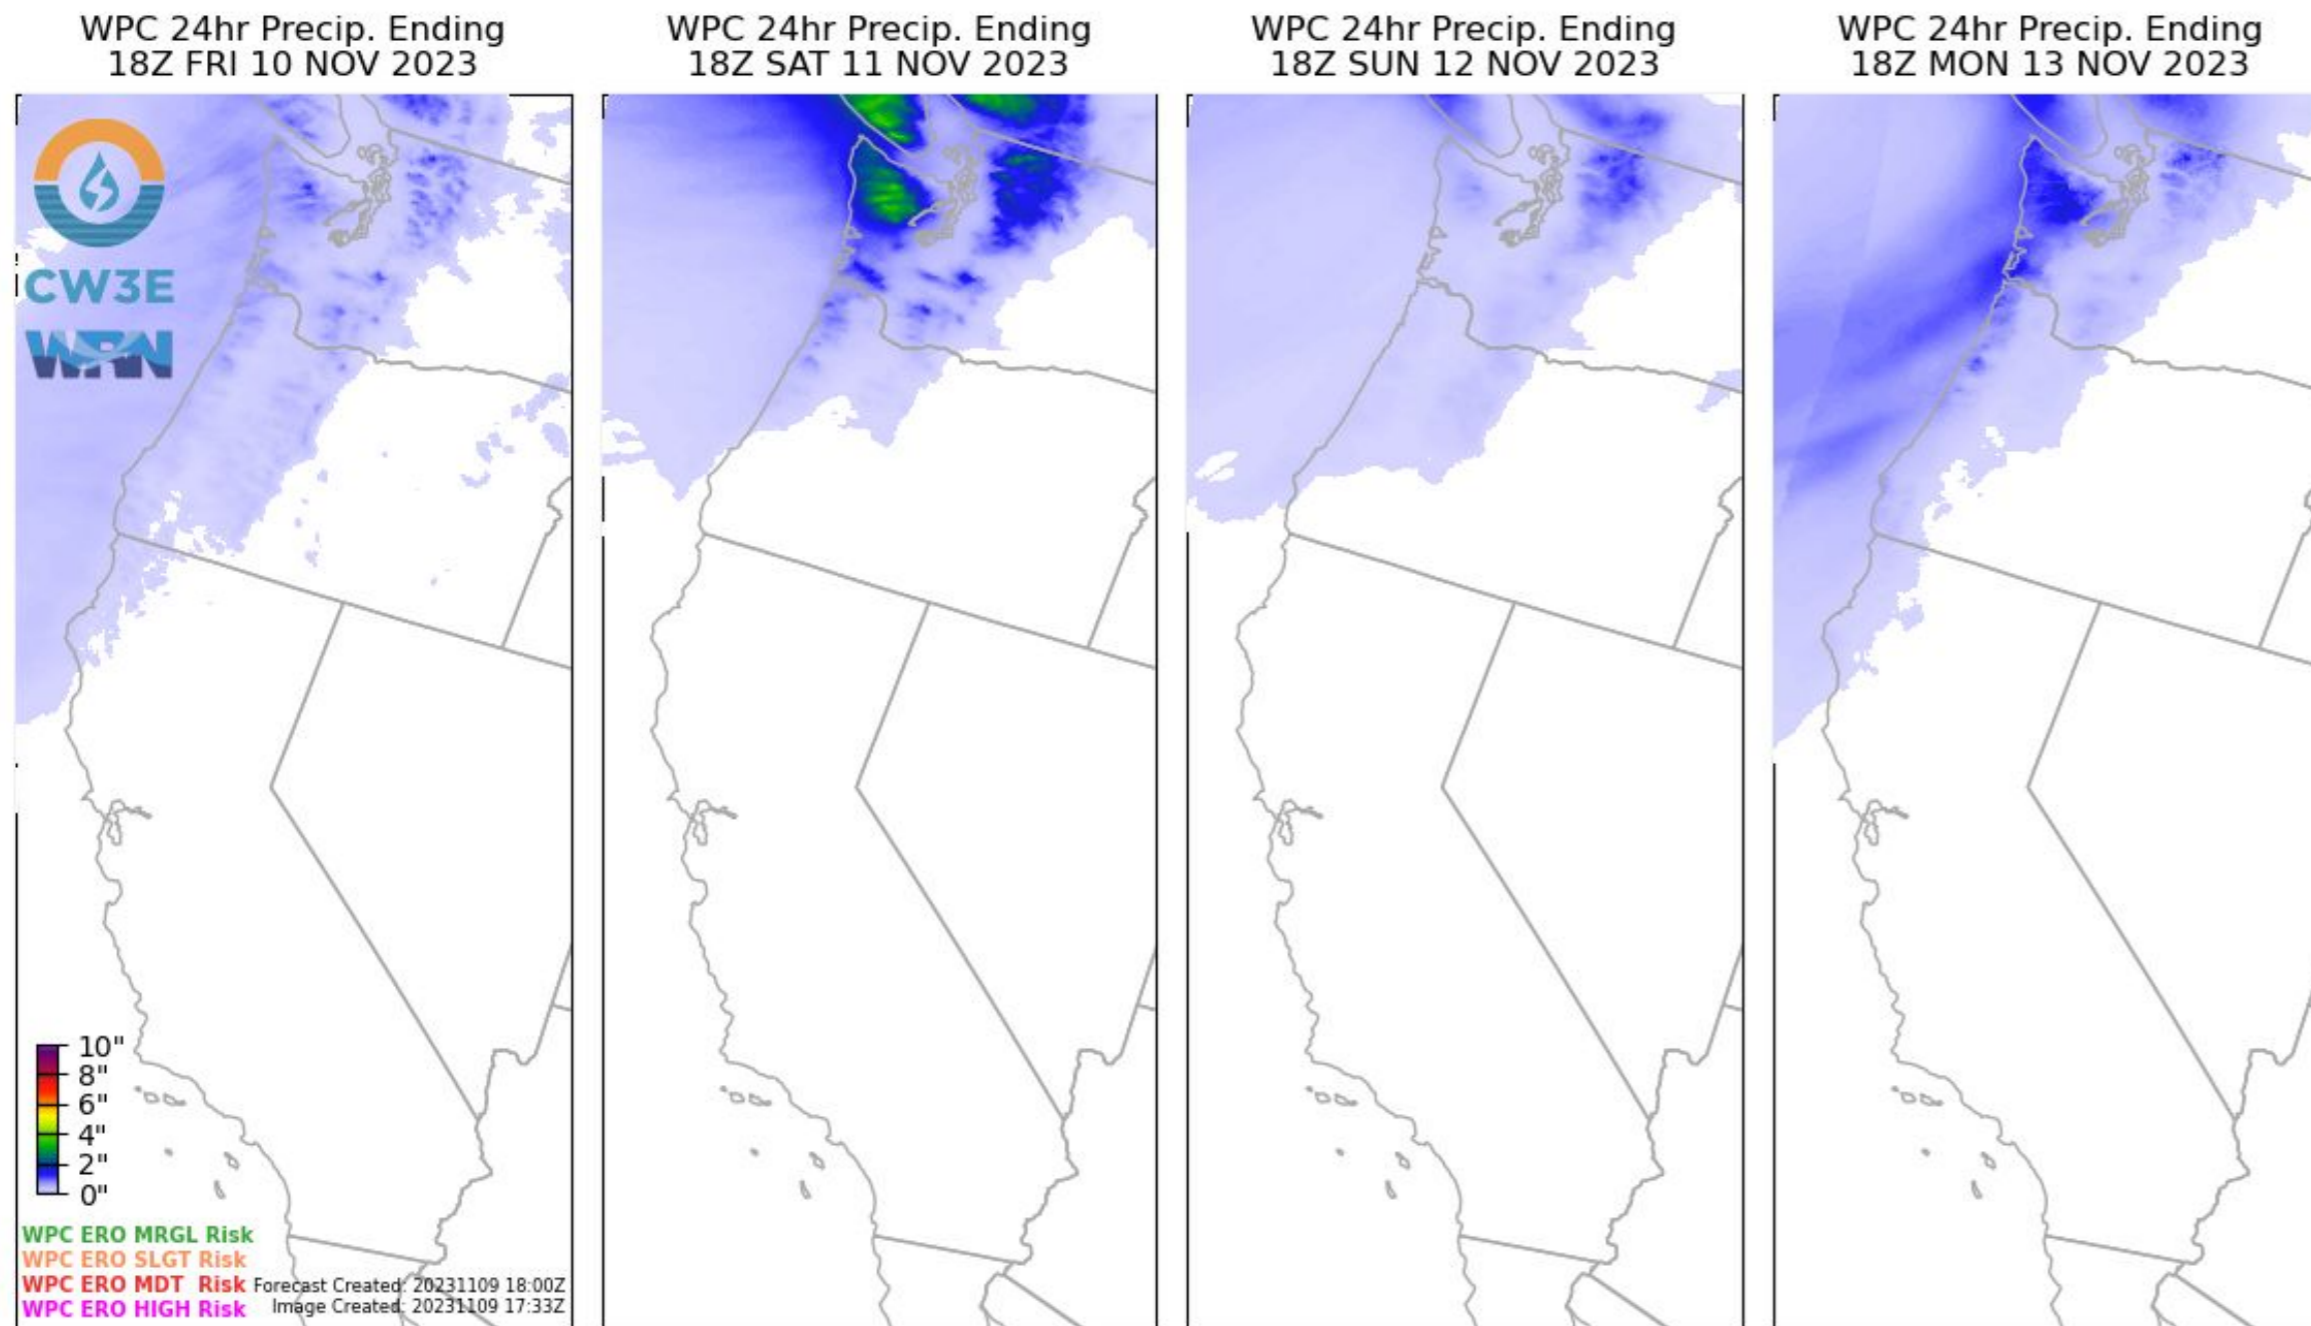 WPC 24hr Precip. Ending
18Z FRI 10 NOV 2023
WPC 24hr Precip. Ending
18Z SAT 11 NOV 2023
WPC 24hr Precip. Ending
18Z SUN 12 NOV 2023
WPC 24hr Precip. Ending
18Z MON 13 NOV 2023
CW3E
WRN
10"
8"
6"
4"
2"
0"
WPC ERO MRGL Risk
WPC ERO SLGT Risk
WPC ERO MDT Risk
WPC ERO HIGH Risk
Forecast Created: 20231109 18:00Z
Image Created: 20231109 17:33Z